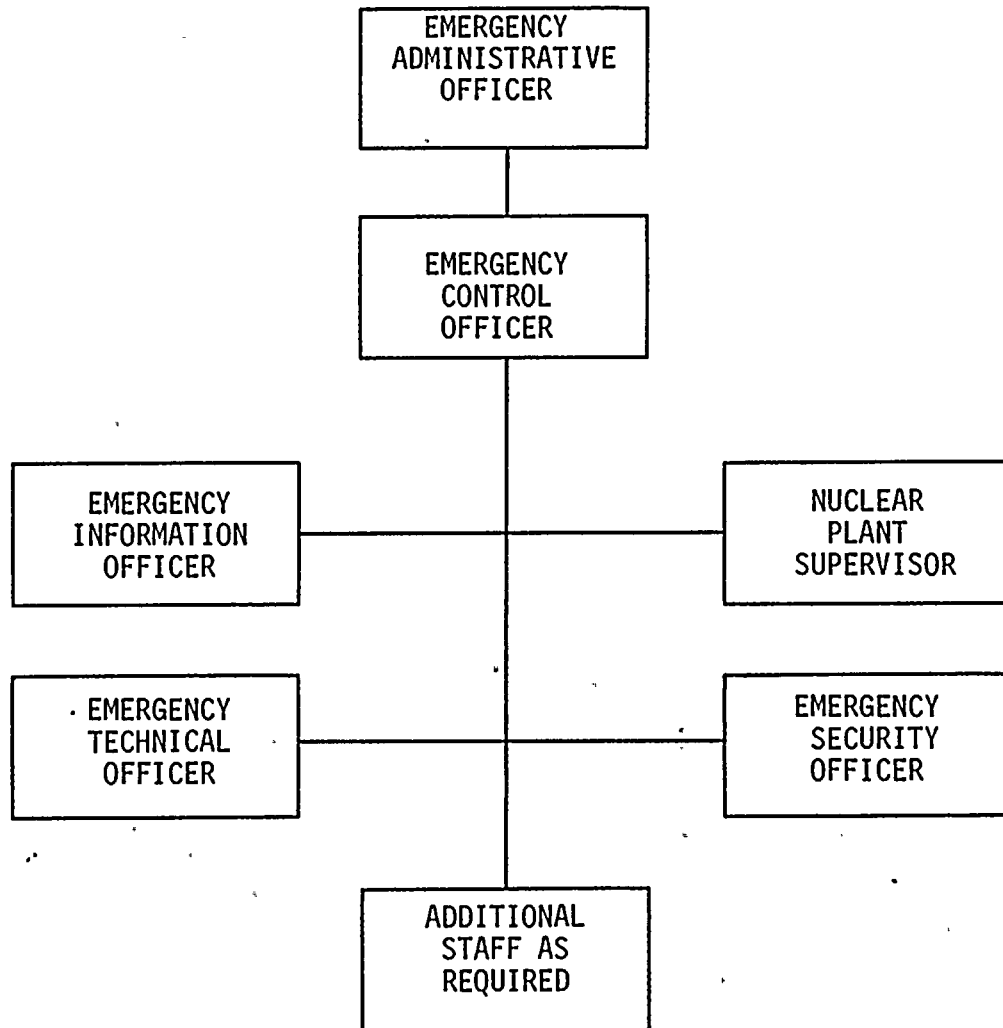 EMERGENCY
ADMINISTRATIVE
OFFICER
EMERGENCY
CONTROL
OFFICER
EMERGENCY
INFORMATION
OFFICER
NUCLEAR
PLANT
SUPERVISOR
EMERGENCY
TECHNICAL
OFFICER
EMERGENCY
SECURITY
OFFICER
ADDITIONAL
STAFF AS
REQUIRED